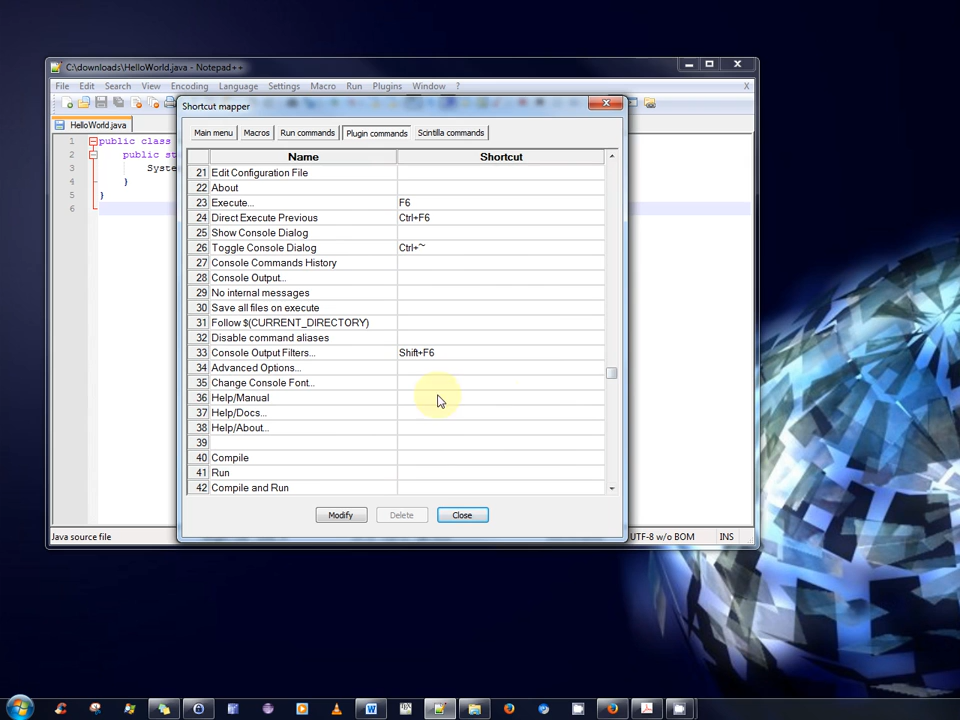 C:\downloads\HelloWorld.java - Notepad++
File Edit Search View Encoding Language Settings Macro Run Plugins Window ? X
Shortcut mapper
HelloWorld.java
Main menu Macros Run commands Plugin commands Scintilla commands
1 public class
2 public st
3 Syste
4 }
5 }
6
Name Shortcut
21 Edit Configuration File
22 About
23 Execute... F6
24 Direct Execute Previous Ctrl+F6
25 Show Console Dialog
26 Toggle Console Dialog Ctrl+~
27 Console Commands History
28 Console Output...
29 No internal messages
30 Save all files on execute
31 Follow $(CURRENT_DIRECTORY)
32 Disable command aliases
33 Console Output Filters... Shift+F6
34 Advanced Options...
35 Change Console Font...
36 Help/Manual
37 Help/Docs...
38 Help/About...
39
40 Compile
41 Run
42 Compile and Run
Modify Delete Close
Java source file UTF-8 w/o BOM INS